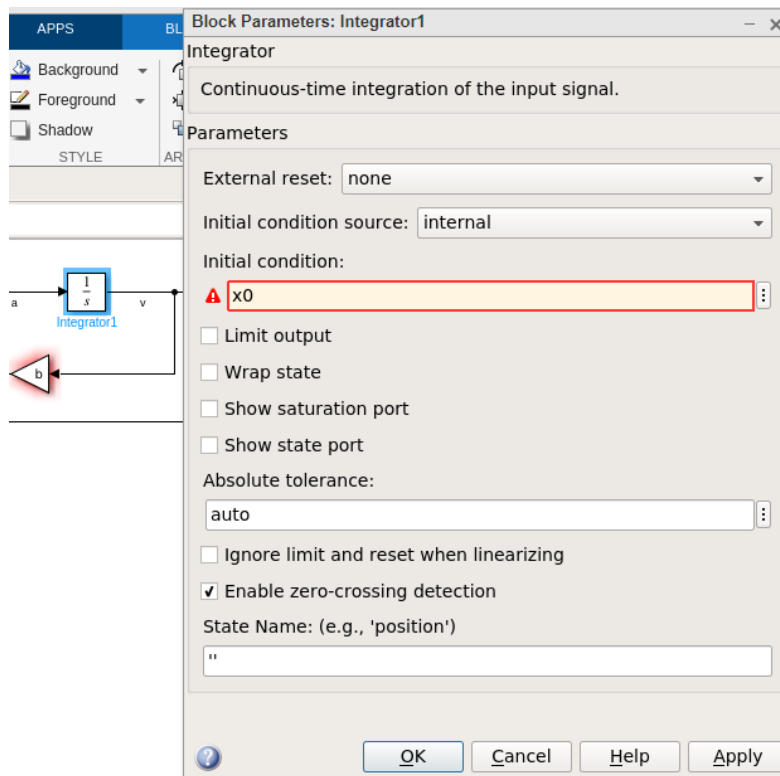 APPS
BL
Background
Foreground
Shadow
STYLE
AR
a
1
s
v
Integrator1
b
Block Parameters: Integrator1
Integrator
Continuous-time integration of the input signal.
Parameters
External reset: none
Initial condition source: internal
Initial condition:
x0
Limit output
Wrap state
Show saturation port
Show state port
Absolute tolerance:
auto
Ignore limit and reset when linearizing
Enable zero-crossing detection
State Name: (e.g., 'position')
''
OK Cancel Help Apply